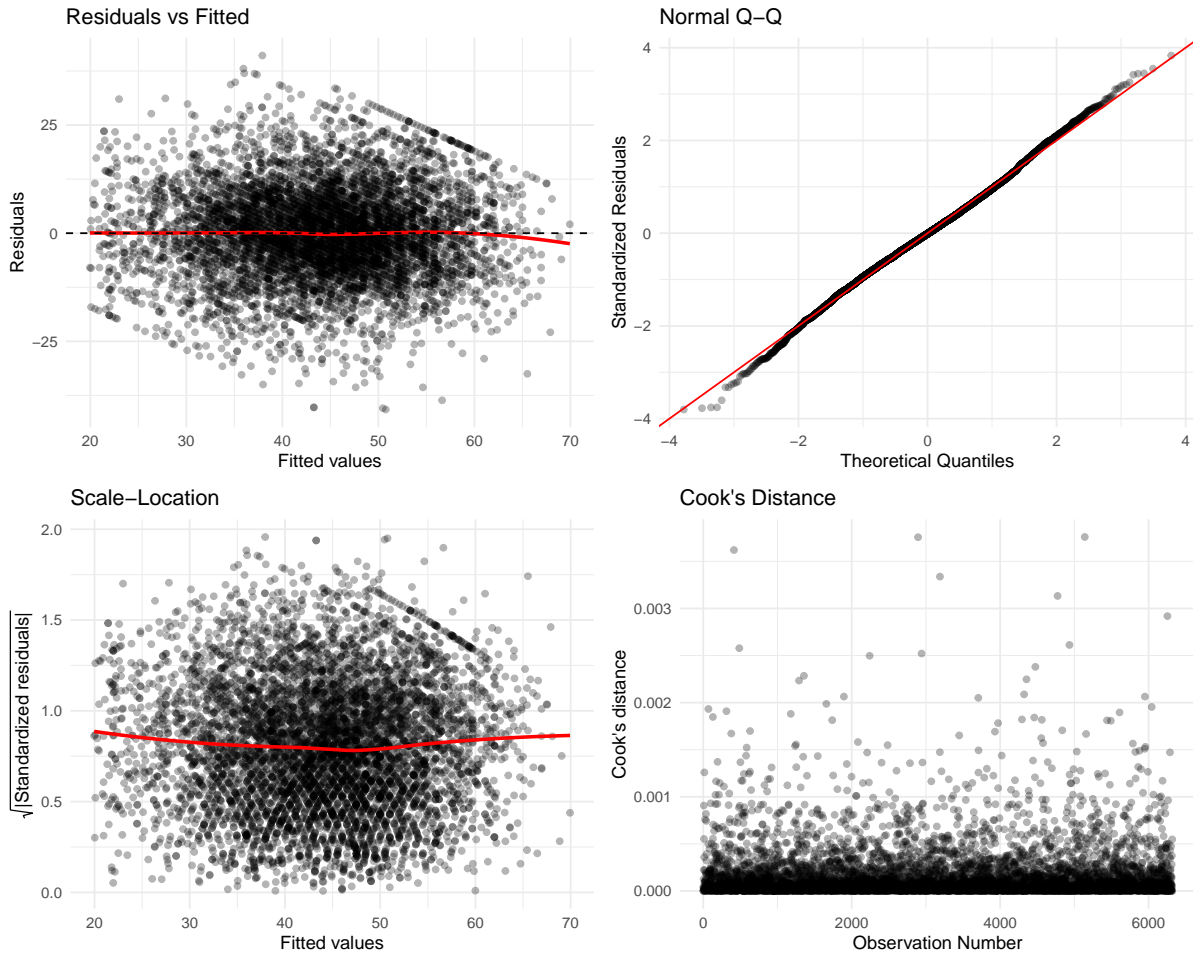 Residuals vs Fitted
Residuals
25
0
−25
20 30 40 50 60 70
Fitted values
Normal Q−Q
Standardized Residuals
4
2
0
−2
−4
−4 −2 0 2 4
Theoretical Quantiles
Scale−Location
√|Standardized residuals|
2.0
1.5
1.0
0.5
0.0
20 30 40 50 60 70
Fitted values
Cook's Distance
Cook's distance
0.003
0.002
0.001
0.000
0 2000 4000 6000
Observation Number